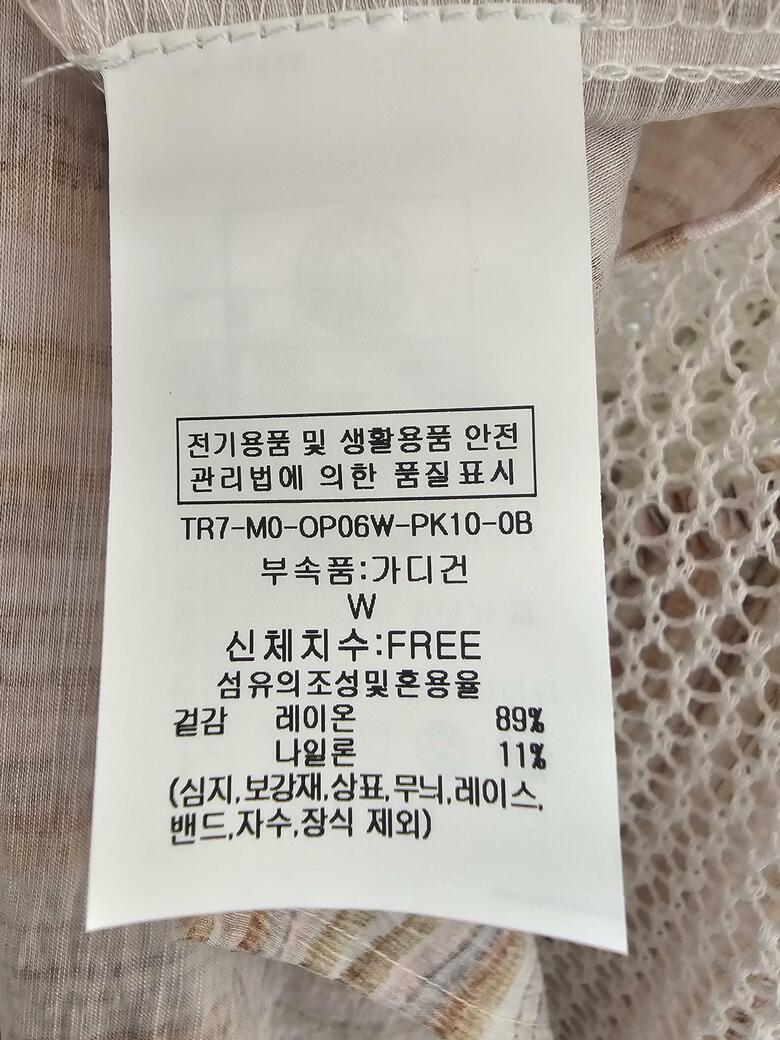 전기용품 및 생활용품 안전
관리법에 의한 품질표시
TR7-M0-OP06W-PK10-0B
부속품:가디건
W
신체치수:FREE
섬유의조성및혼용율
겉감 레이온 89%
나일론 11%
(심지,보강재,상표,무늬,레이스,
밴드,자수,장식 제외)